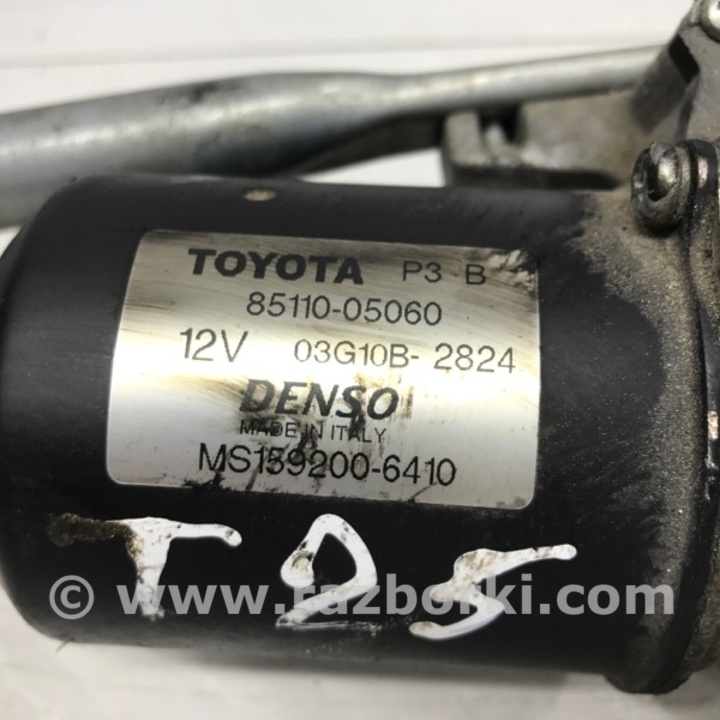 TOYOTA P3 B
85110-05060
12V 03G10B-2824
DENSO
MADE IN ITALY
MS159200-6410
T25
© www.razborki.com